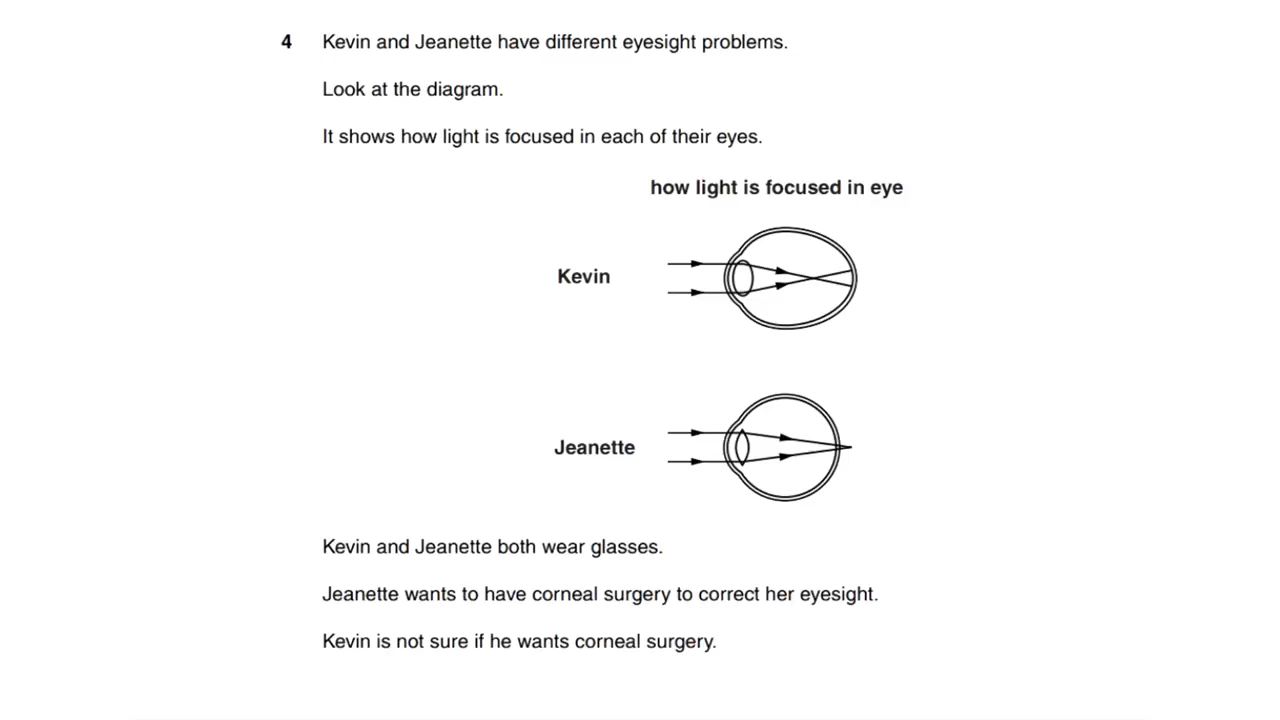 4 Kevin and Jeanette have different eyesight problems.
Look at the diagram.
It shows how light is focused in each of their eyes.
how light is focused in eye
Kevin
Jeanette
Kevin and Jeanette both wear glasses.
Jeanette wants to have corneal surgery to correct her eyesight.
Kevin is not sure if he wants corneal surgery.